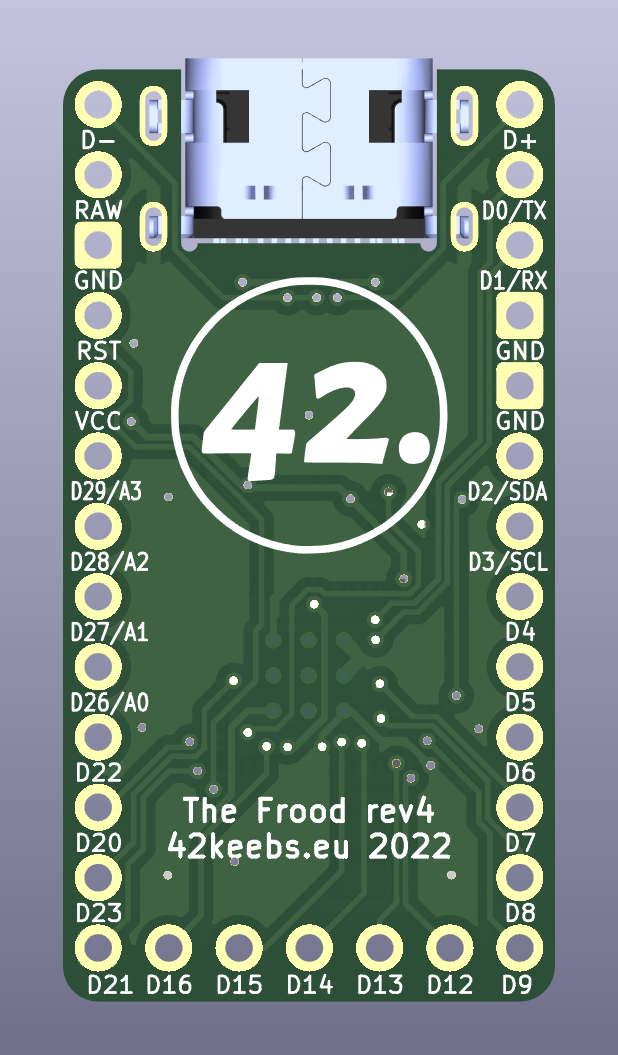 D- D+
RAW D0/TX
GND D1/RX
RST GND
VCC GND
42.
D29/A3 D2/SDA
D28/A2 D3/SCL
D27/A1 D4
D26/A0 D5
D22 D6
The Frood rev4
D20 D7
42keebs.eu 2022
D23 D8
D21 D16 D15 D14 D13 D12 D9